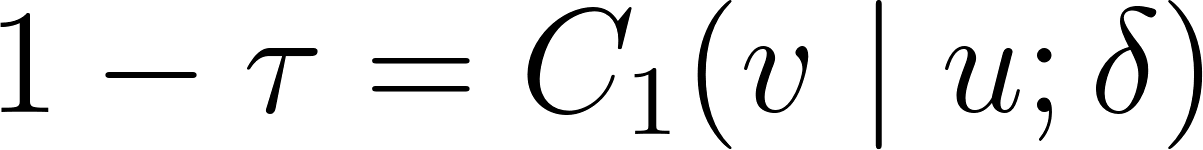 1 − τ = C₁(v | u; δ)